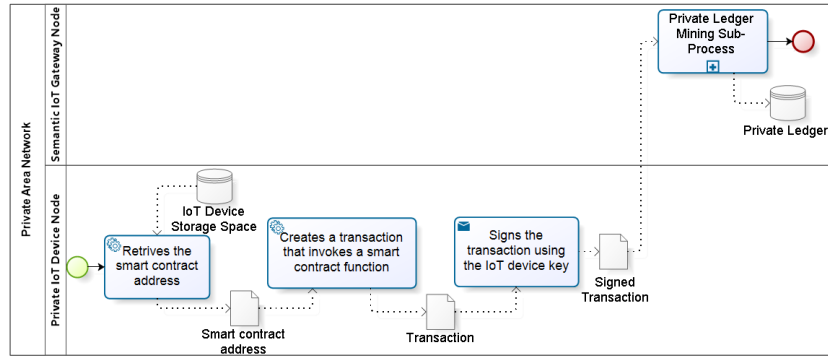 Private Area Network
Semantic IoT Gateway Node
Private Ledger
Mining Sub-
Process
Private Ledger
Private IoT Device Node
IoT Device
Storage Space
Retrives the
smart contract
address
Smart contract
address
Creates a transaction
that invokes a smart
contract function
Transaction
Signs the
transaction using
the IoT device key
Signed
Transaction